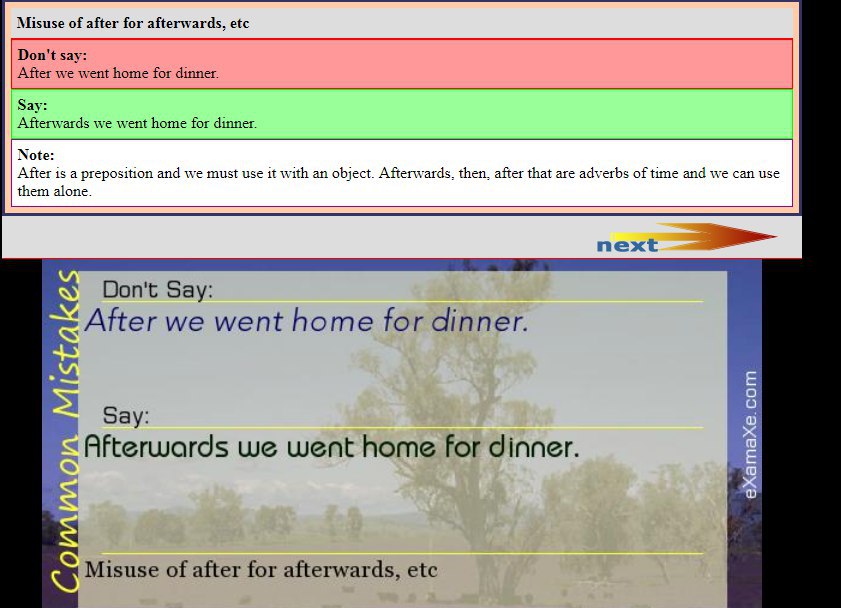 Misuse of after for afterwards, etc
Don't say:
After we went home for dinner.
Say:
Afterwards we went home for dinner.
Note:
After is a preposition and we must use it with an object. Afterwards, then, after that are adverbs of time and we can use
them alone.
next
Common Mistakes
Don't Say:
After we went home for dinner.
Say:
Afterwards we went home for dinner.
Misuse of after for afterwards, etc
eXamaXe.com